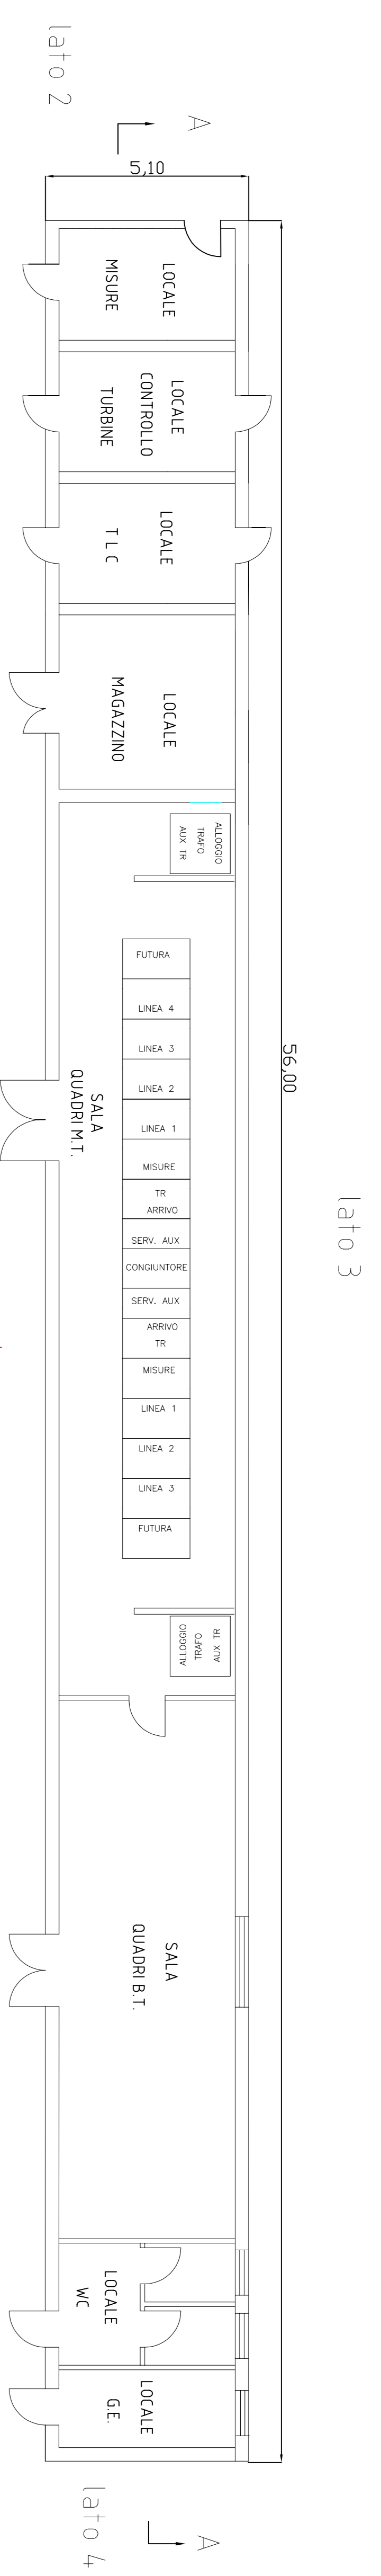 lato 2
A
5,10
56,00
lato 3
LOCALE
MISURE
LOCALE
CONTROLLO
TURBINE
LOCALE
T L C
LOCALE
MAGAZZINO
ALLOGGIO
TRAFO
AUX TR
FUTURA
LINEA 4
LINEA 3
LINEA 2
LINEA 1
MISURE
TR
ARRIVO
SERV. AUX
CONGIUNTORE
SERV. AUX
ARRIVO
TR
MISURE
LINEA 1
LINEA 2
LINEA 3
FUTURA
SALA
QUADRI M.T.
AUX TR
TRAFO
ALLOGGIO
SALA
QUADRI B.T.
LOCALE
WC
LOCALE
G.E.
lato 4
A